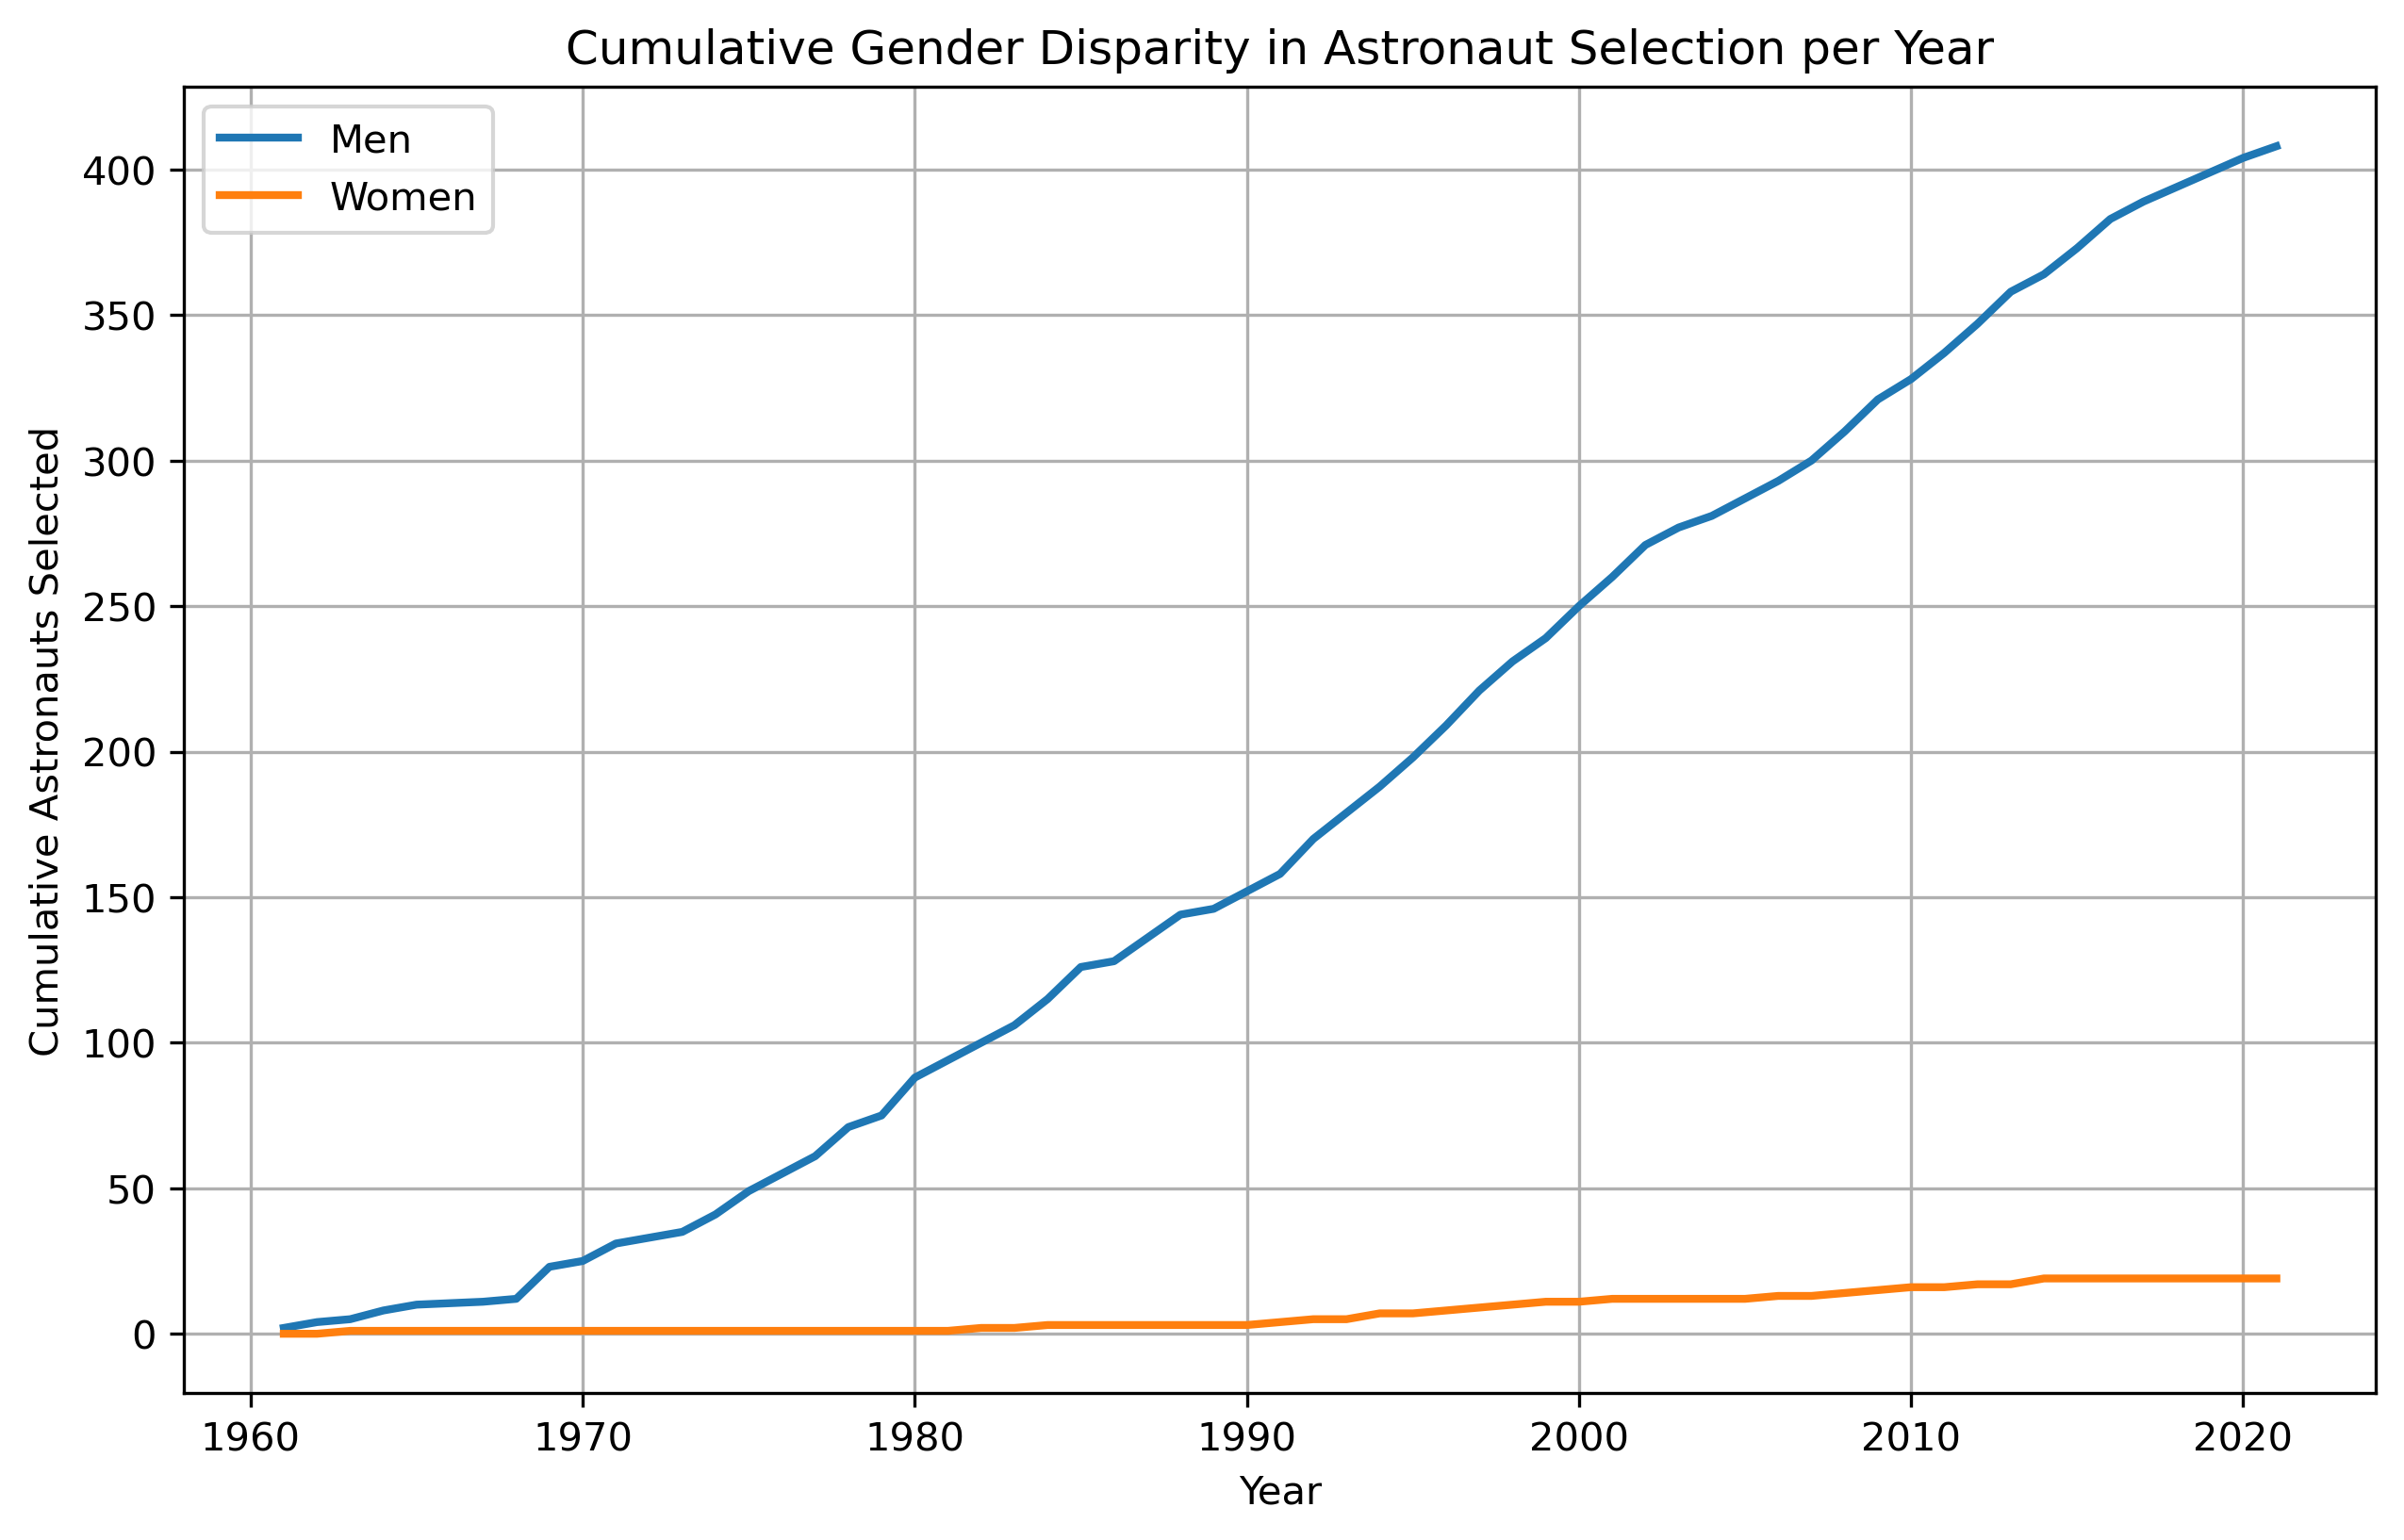 Cumulative Gender Disparity in Astronaut Selection per Year
Men
Women
Cumulative Astronauts Selected
400
350
300
250
200
150
100
50
0
1960 1970 1980 1990 2000 2010 2020
Year